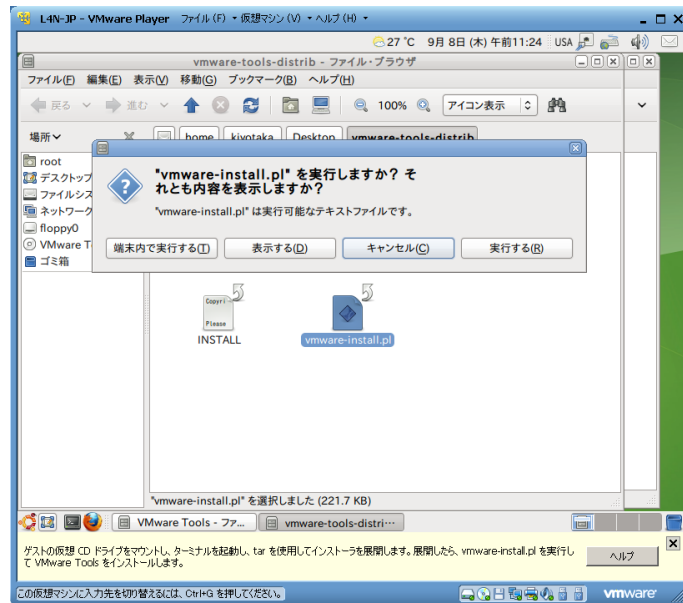 L4N-JP - VMware Player ファイル(F) 仮想マシン(V) ヘルプ(H)
27 °C 9月 8日 (木) 午前11:24 USA
vmware-tools-distrib - ファイル・ブラウザ
ファイル(F) 編集(E) 表示(V) 移動(G) ブックマーク(B) ヘルプ(H)
戻る 進む 100% アイコン表示
場所 home kiyotaka Desktop vmware-tools-distrib
root
デスクトップ
ファイルシス
ネットワーク
floppy0
VMware T
ゴミ箱
"vmware-install.pl" を実行しますか? そ
れとも内容を表示しますか?
"vmware-install.pl" は実行可能なテキストファイルです。
端末内で実行する(T) 表示する(D) キャンセル(C) 実行する(R)
Copyri
Please
INSTALL vmware-install.pl
"vmware-install.pl" を選択しました (221.7 KB)
VMware Tools - ファ... vmware-tools-distri…
ゲストの仮想 CD ドライブをマウントし、ターミナルを起動し、tar を使用してインストーラを展開します。展開したら、vmware-install.pl を実行し
て VMware Tools をインストールします。
ヘルプ
この仮想マシンに入力先を切り替えるには、Ctrl+G を押してください。 vmware